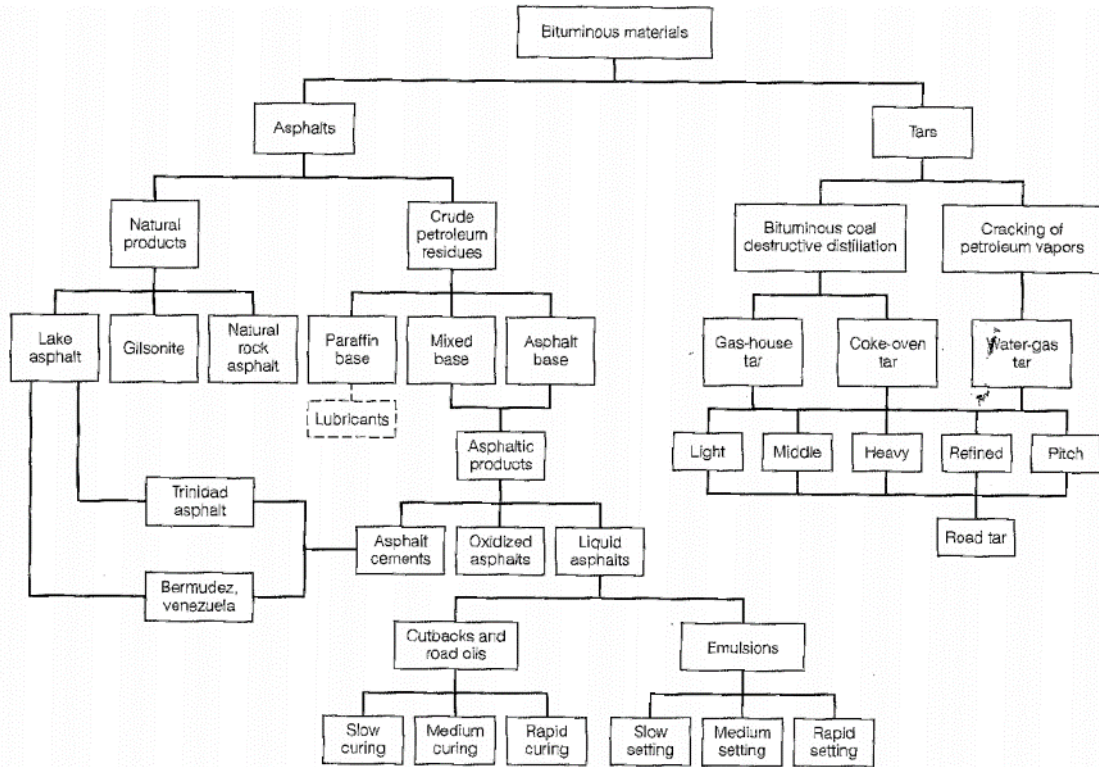 Bituminous materials
Asphalts
Tars
Natural
products
Crude
petroleum
residues
Bituminous coal
destructive distillation
Cracking of
petroleum vapors
Lake
asphalt
Gilsonite
Natural
rock
asphalt
Paraffin
base
Mixed
base
Asphalt
base
Gas-house
tar
Coke-oven
tar
Water-gas
tar
Lubricants
Asphaltic
products
Light
Middle
Heavy
Refined
Pitch
Trinidad
asphalt
Asphalt
cements
Oxidized
asphalts
Liquid
asphalts
Road tar
Bermudez,
venezuela
Cutbacks and
road oils
Emulsions
Slow
curing
Medium
curing
Rapid
curing
Slow
setting
Medium
setting
Rapid
setting